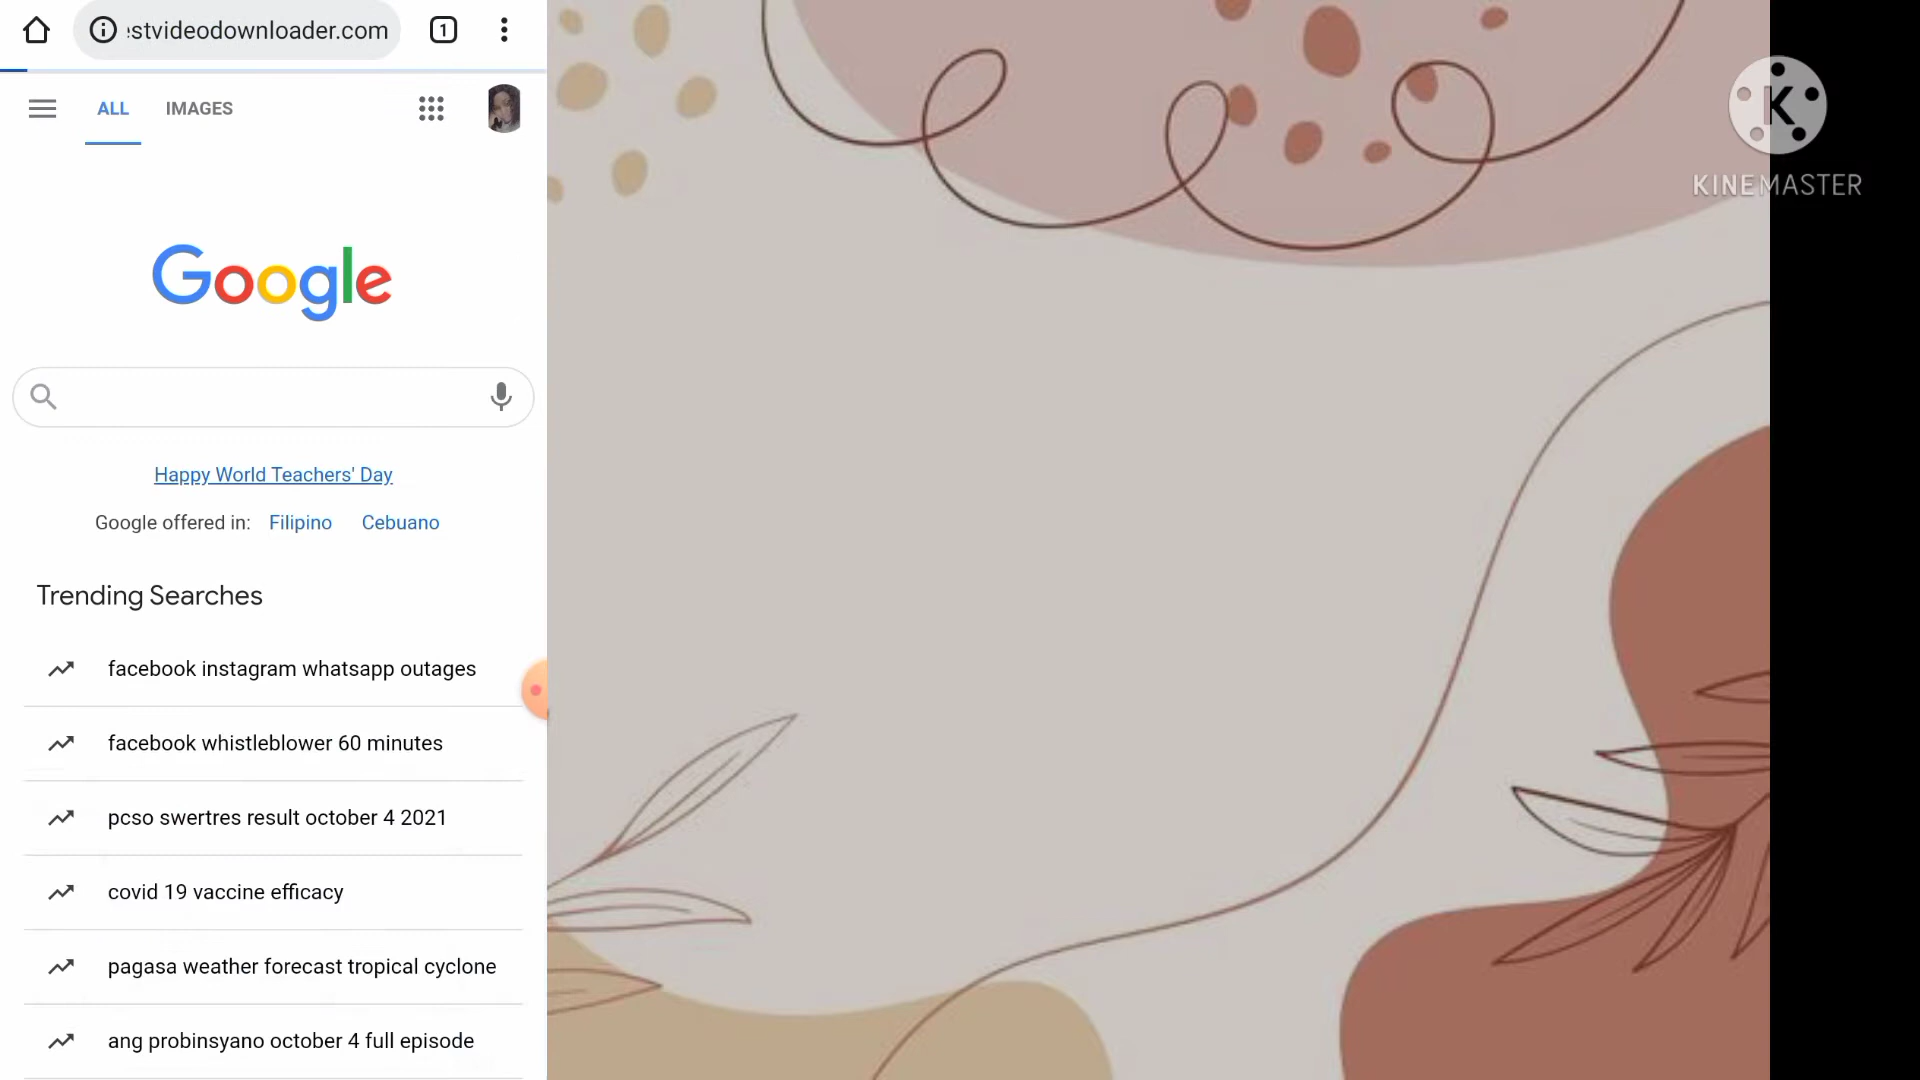 estvideodownloader.com
1
ALL IMAGES
Google
Happy World Teachers' Day
Google offered in: Filipino Cebuano
Trending Searches
facebook instagram whatsapp outages
facebook whistleblower 60 minutes
pcso swertres result october 4 2021
covid 19 vaccine efficacy
pagasa weather forecast tropical cyclone
ang probinsyano october 4 full episode
K
KINEMASTER